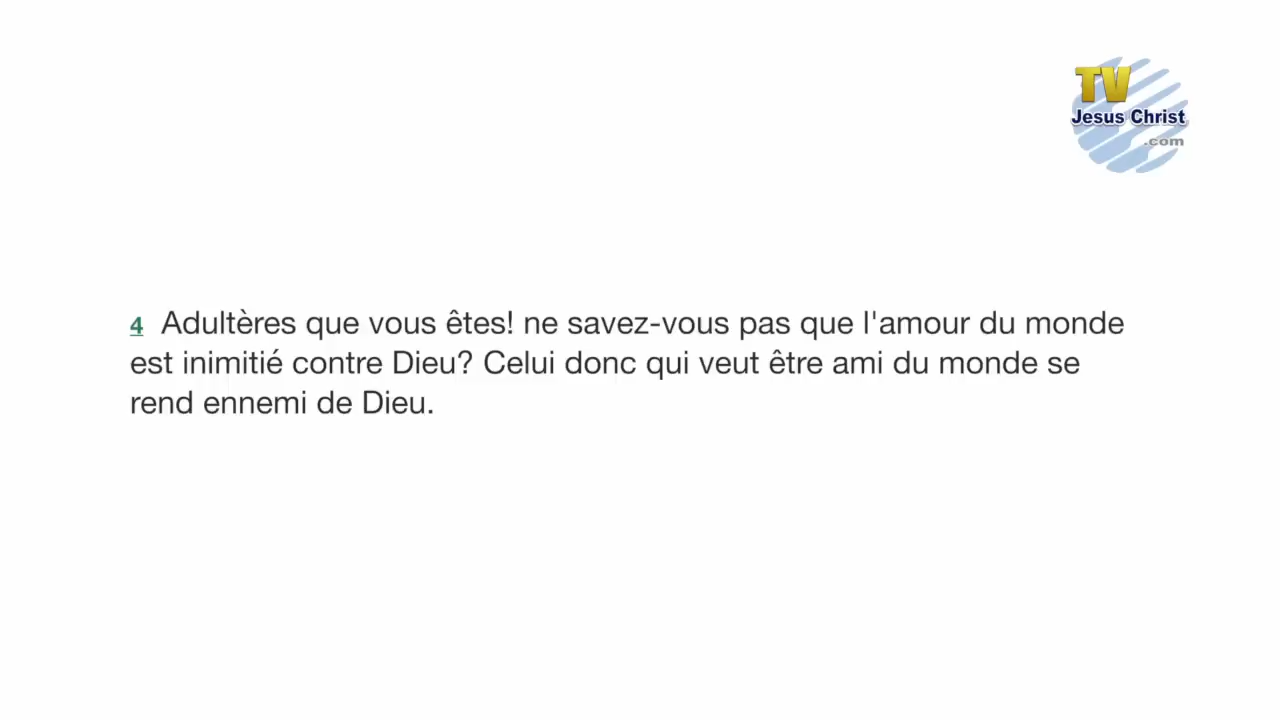 TV
Jesus Christ
.com
4 Adultères que vous êtes! ne savez-vous pas que l'amour du monde
est inimitié contre Dieu? Celui donc qui veut être ami du monde se
rend ennemi de Dieu.